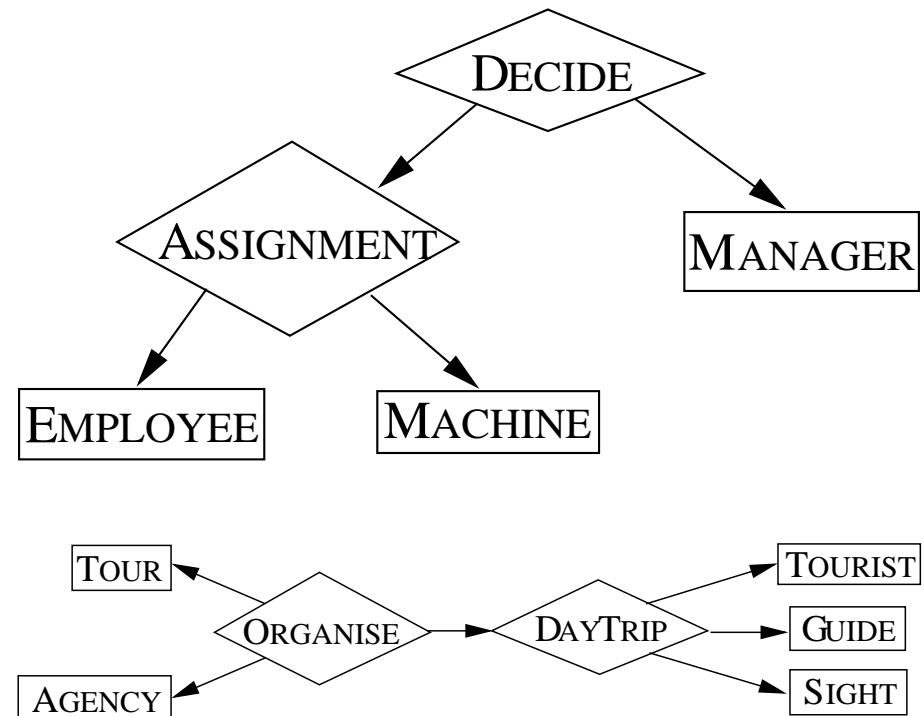 DECIDE
ASSIGNMENT
MANAGER
EMPLOYEE
MACHINE
TOUR
TOURIST
ORGANISE
DAYTRIP
GUIDE
AGENCY
SIGHT